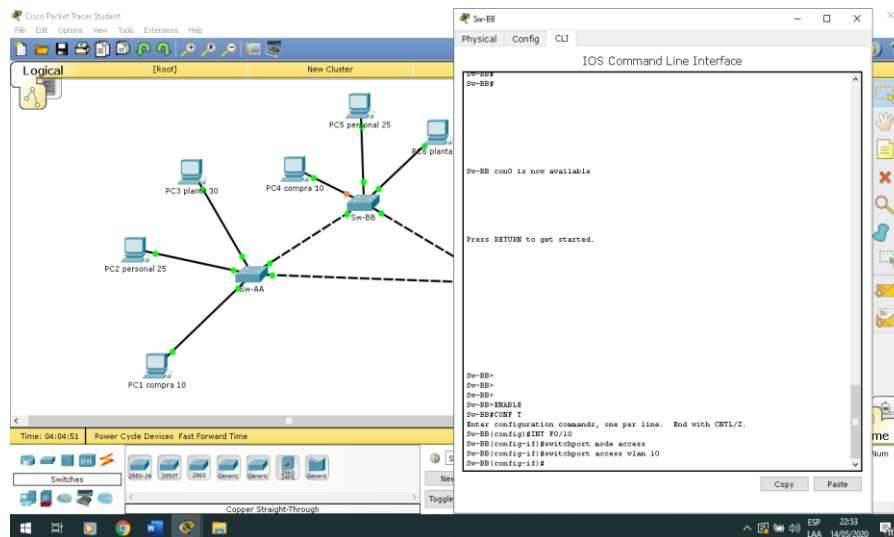 Cisco Packet Tracer Student
File Edit Options View Tools Extensions Help
Logical
[Root]
New Cluster
PC5 personal 25
PC6 planta
PC3 planta 30
PC4 compra 10
Sw-BB
PC2 personal 25
Sw-AA
PC1 compra 10
Time: 04:04:51 Power Cycle Devices Fast Forward Time
Switches
2950-24 2950T 2960 Generic Generic Generic
Copper Straight-Through
New
Toggle
Num
Sw-BB
Physical Config CLI
IOS Command Line Interface
Sw-BB#
Sw-BB#
Sw-BB con0 is now available
Press RETURN to get started.
Sw-BB>
Sw-BB>
Sw-BB>
Sw-BB>ENABLE
Sw-BB#CONF T
Enter configuration commands, one per line. End with CNTL/Z.
Sw-BB(config)#INT F0/10
Sw-BB(config-if)#switchport mode access
Sw-BB(config-if)#switchport access vlan 10
Sw-BB(config-if)#
Copy Paste
ESP
LAA
22:53
14/05/2020